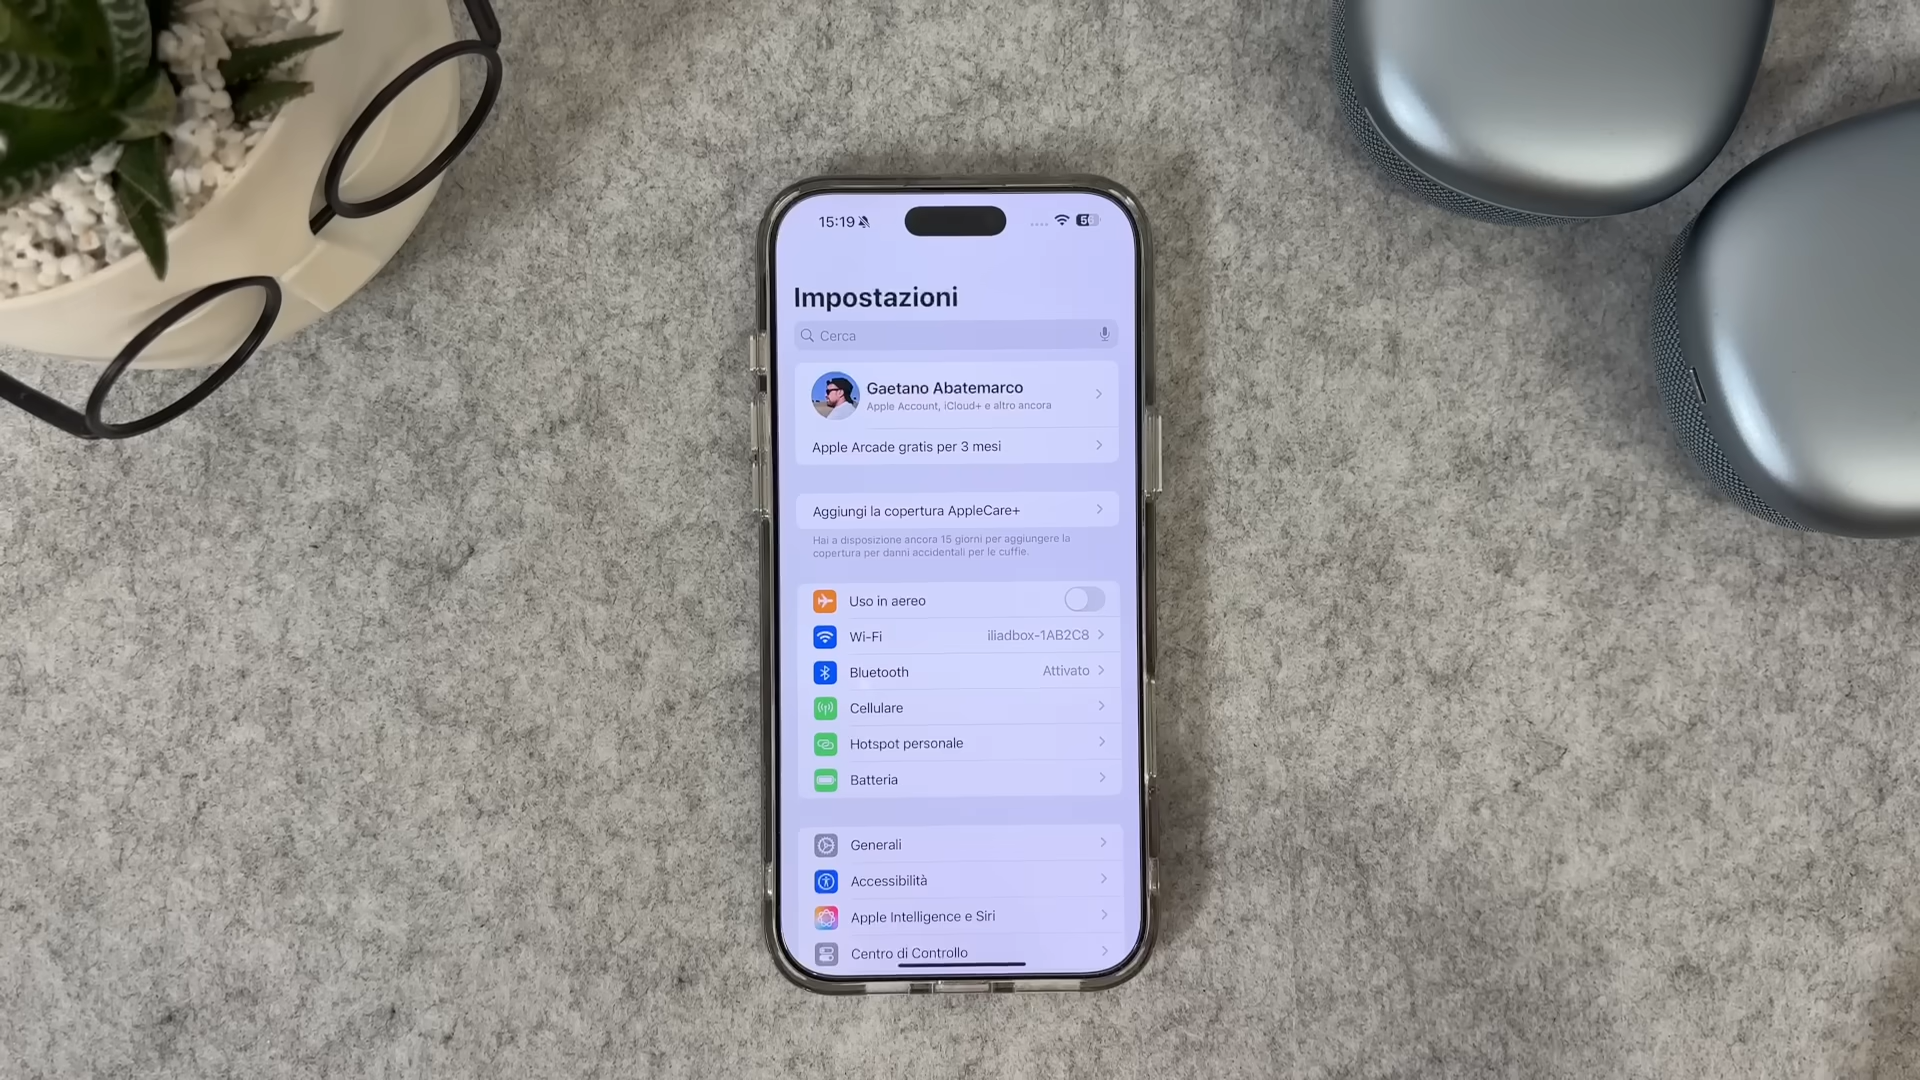 15:19
Impostazioni
Cerca
Gaetano Abatemarco
Apple Account, iCloud+ e altro ancora
Apple Arcade gratis per 3 mesi
Aggiungi la copertura AppleCare+
Hai a disposizione ancora 15 giorni per aggiungere la
copertura per danni accidentali per le cuffie.
Uso in aereo
Wi-Fi iliadbox-1AB2C8
Bluetooth Attivato
Cellulare
Hotspot personale
Batteria
Generali
Accessibilità
Apple Intelligence e Siri
Centro di Controllo